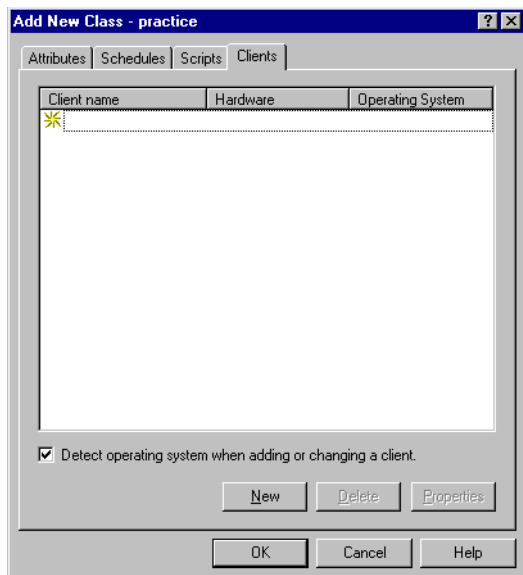 Add New Class - practice
Attributes Schedules Scripts Clients
Client name Hardware Operating System
Detect operating system when adding or changing a client.
New Delete Properties
OK Cancel Help